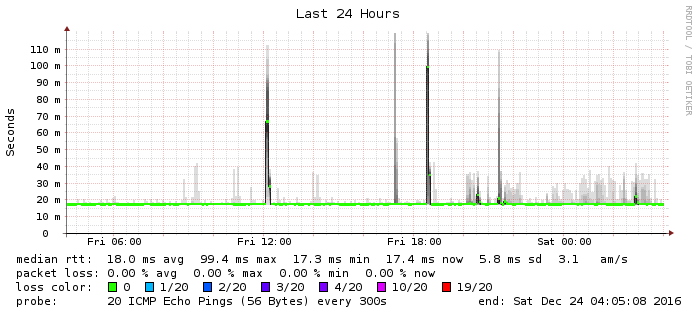 Last 24 Hours
RRDTOOL / TOBI OETIKER
Seconds
110 m
100 m
90 m
80 m
70 m
60 m
50 m
40 m
30 m
20 m
10 m
0
Fri 06:00 Fri 12:00 Fri 18:00 Sat 00:00
median rtt: 18.0 ms avg 99.4 ms max 17.3 ms min 17.4 ms now 5.8 ms sd 3.1 am/s
packet loss: 0.00 % avg 0.00 % max 0.00 % min 0.00 % now
loss color: 0 1/20 2/20 3/20 4/20 10/20 19/20
probe: 20 ICMP Echo Pings (56 Bytes) every 300s end: Sat Dec 24 04:05:08 2016